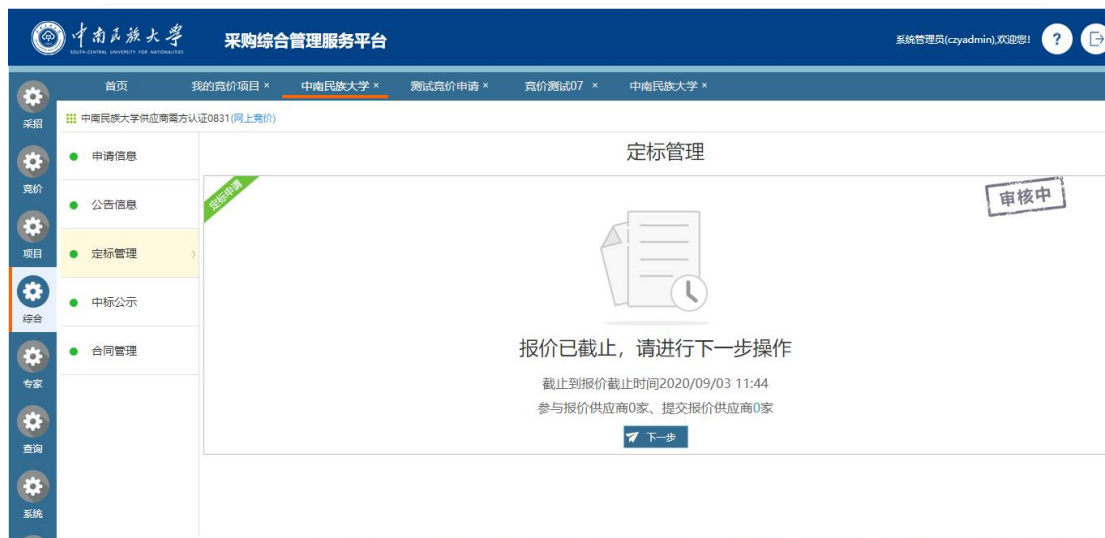 中南民族大学
SOUTH-CENTRAL UNIVERSITY FOR NATIONALITIES
采购综合管理服务平台
系统管理员(czyadmin),欢迎您!
?
首页 我的竞价项目 × 中南民族大学 × 测试竞价申请 × 竞价测试07 × 中南民族大学 ×
采招
竞价
项目
综合
专家
查询
系统
中南民族大学供应商需方认证0831(网上竞价)
申请信息
公告信息
定标管理
中标公示
合同管理
定标管理
定标申请
审核中
报价已截止，请进行下一步操作
截止到报价截止时间2020/09/03 11:44
参与报价供应商0家、提交报价供应商0家
下一步